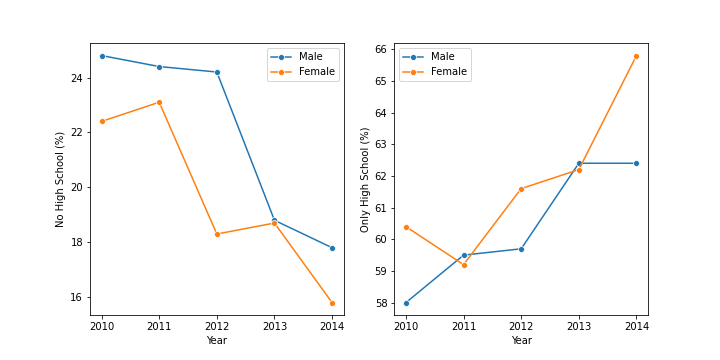 No High School (%)
24
22
20
18
16
Male
Female
2010 2011 2012 2013 2014
Year
Only High School (%)
66
65
64
63
62
61
60
59
58
Male
Female
2010 2011 2012 2013 2014
Year